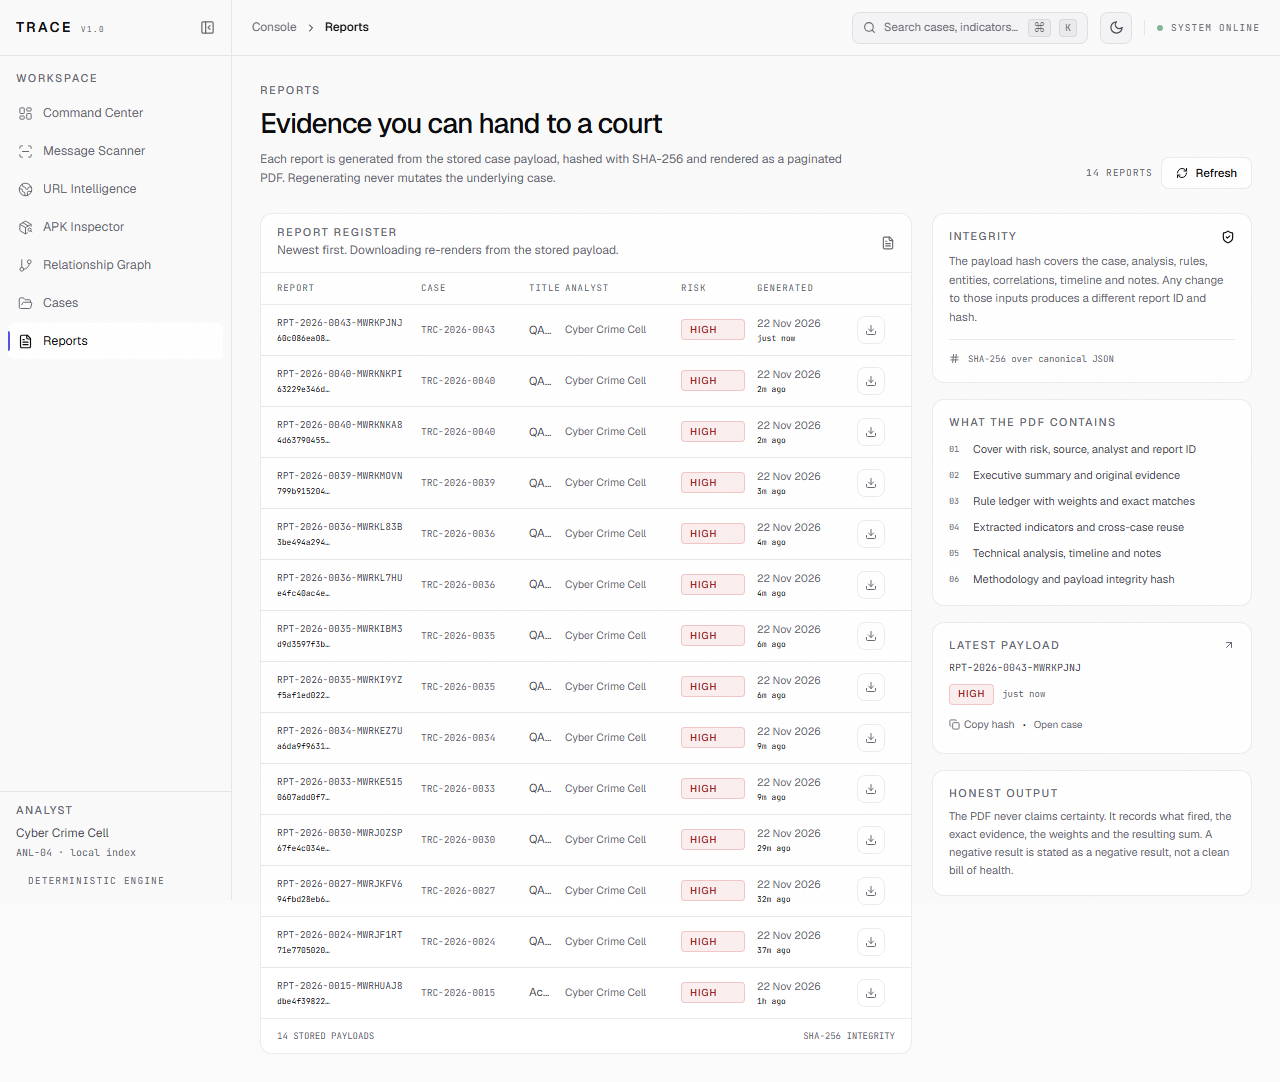 TRACE V1.0
WORKSPACE
Command Center
Message Scanner
URL Intelligence
APK Inspector
Relationship Graph
Cases
Reports
ANALYST
Cyber Crime Cell
ANL-04 · local index
DETERMINISTIC ENGINE
Console > Reports
Search cases, indicators… ⌘ K
SYSTEM ONLINE
REPORTS
Evidence you can hand to a court
Each report is generated from the stored case payload, hashed with SHA-256 and rendered as a paginated
PDF. Regenerating never mutates the underlying case.
14 REPORTS Refresh
REPORT REGISTER
Newest first. Downloading re-renders from the stored payload.
REPORT CASE TITLE ANALYST RISK GENERATED
RPT-2026-0043-MWRKPJNJ TRC-2026-0043 QA… Cyber Crime Cell HIGH 22 Nov 2026
60c086ea08… just now
RPT-2026-0040-MWRKNKPI TRC-2026-0040 QA… Cyber Crime Cell HIGH 22 Nov 2026
63229e346d… 2m ago
RPT-2026-0040-MWRKNKA8 TRC-2026-0040 QA… Cyber Crime Cell HIGH 22 Nov 2026
4d63790455… 2m ago
RPT-2026-0039-MWRKMOVN TRC-2026-0039 QA… Cyber Crime Cell HIGH 22 Nov 2026
799b915204… 3m ago
RPT-2026-0036-MWRKL83B TRC-2026-0036 QA… Cyber Crime Cell HIGH 22 Nov 2026
3be494a294… 4m ago
RPT-2026-0036-MWRKL7HU TRC-2026-0036 QA… Cyber Crime Cell HIGH 22 Nov 2026
e4fc40ac4e… 4m ago
RPT-2026-0035-MWRKIBM3 TRC-2026-0035 QA… Cyber Crime Cell HIGH 22 Nov 2026
d9d3597f3b… 6m ago
RPT-2026-0035-MWRKI9YZ TRC-2026-0035 QA… Cyber Crime Cell HIGH 22 Nov 2026
f5af1ed022… 6m ago
RPT-2026-0034-MWRKEZ7U TRC-2026-0034 QA… Cyber Crime Cell HIGH 22 Nov 2026
a6da9f9631… 9m ago
RPT-2026-0033-MWRKE515 TRC-2026-0033 QA… Cyber Crime Cell HIGH 22 Nov 2026
0607add0f7… 9m ago
RPT-2026-0030-MWRJOZSP TRC-2026-0030 QA… Cyber Crime Cell HIGH 22 Nov 2026
67fe4c034e… 29m ago
RPT-2026-0027-MWRJKFV6 TRC-2026-0027 QA… Cyber Crime Cell HIGH 22 Nov 2026
94fbd28eb6… 32m ago
RPT-2026-0024-MWRJF1RT TRC-2026-0024 QA… Cyber Crime Cell HIGH 22 Nov 2026
71e7705020… 37m ago
RPT-2026-0015-MWRHUAJ8 TRC-2026-0015 Ac… Cyber Crime Cell HIGH 22 Nov 2026
dbe4f39822… 1h ago
14 STORED PAYLOADS SHA-256 INTEGRITY
INTEGRITY
The payload hash covers the case, analysis, rules,
entities, correlations, timeline and notes. Any change
to those inputs produces a different report ID and
hash.
# SHA-256 over canonical JSON
WHAT THE PDF CONTAINS
01 Cover with risk, source, analyst and report ID
02 Executive summary and original evidence
03 Rule ledger with weights and exact matches
04 Extracted indicators and cross-case reuse
05 Technical analysis, timeline and notes
06 Methodology and payload integrity hash
LATEST PAYLOAD
RPT-2026-0043-MWRKPJNJ
HIGH just now
Copy hash • Open case
HONEST OUTPUT
The PDF never claims certainty. It records what fired, the
exact evidence, the weights and the resulting sum. A
negative result is stated as a negative result, not a clean
bill of health.